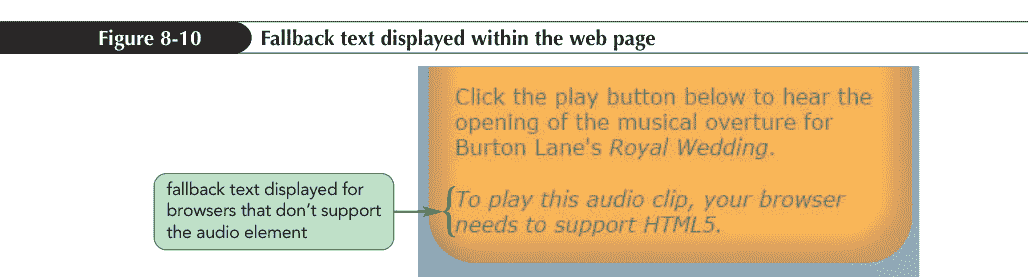 Figure 8-10 Fallback text displayed within the web page
Click the play button below to hear the
opening of the musical overture for
Burton Lane's Royal Wedding.
fallback text displayed for
browsers that don't support
the audio element
To play this audio clip, your browser
needs to support HTML5.